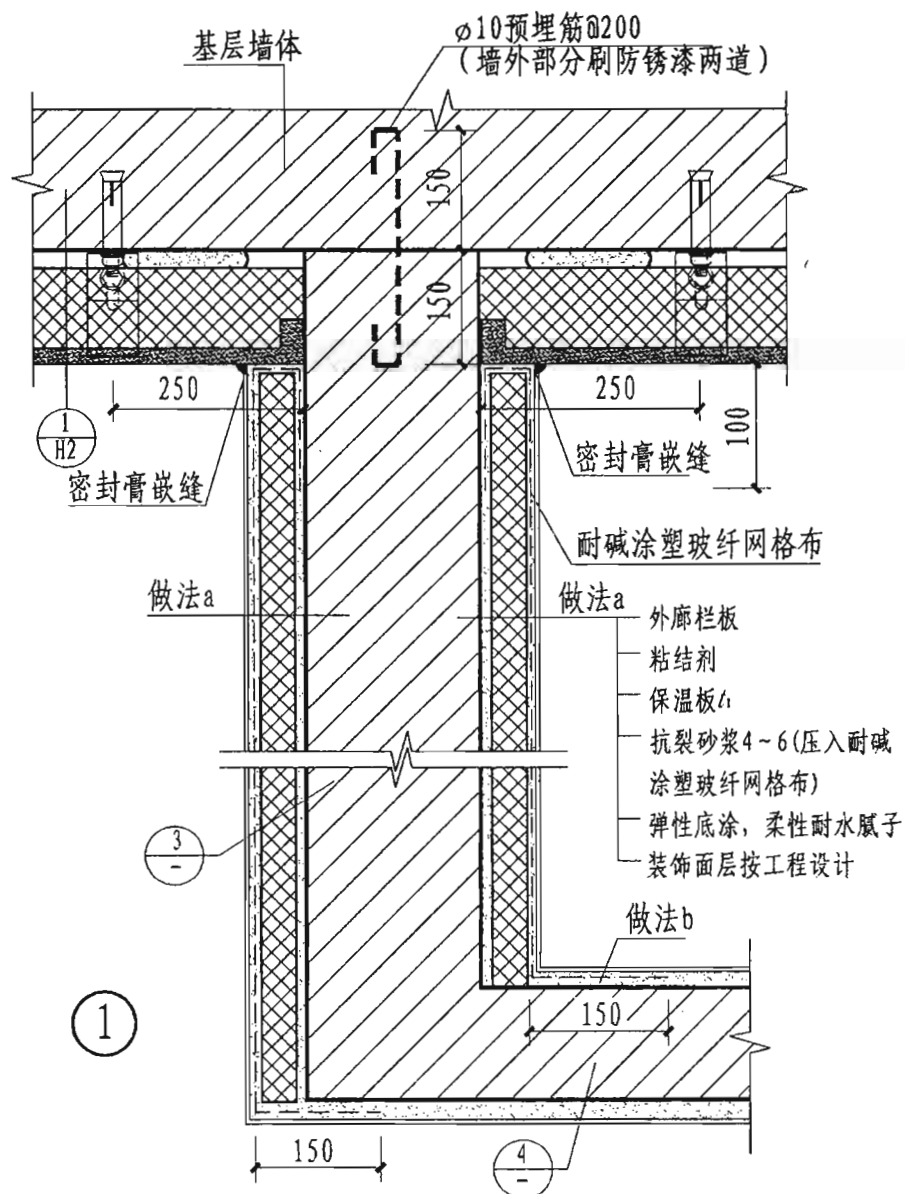 ø10预埋筋@200
(墙外部分刷防锈漆两道)
基层墙体
150
150
250
250
100
1
H2
密封膏嵌缝
密封膏嵌缝
耐碱涂塑玻纤网格布
做法a
做法a
外廊栏板
粘结剂
保温板t₁
抗裂砂浆4~6(压入耐碱
涂塑玻纤网格布)
弹性底涂，柔性耐水腻子
装饰面层按工程设计
3
-
做法b
1
150
150
4
-